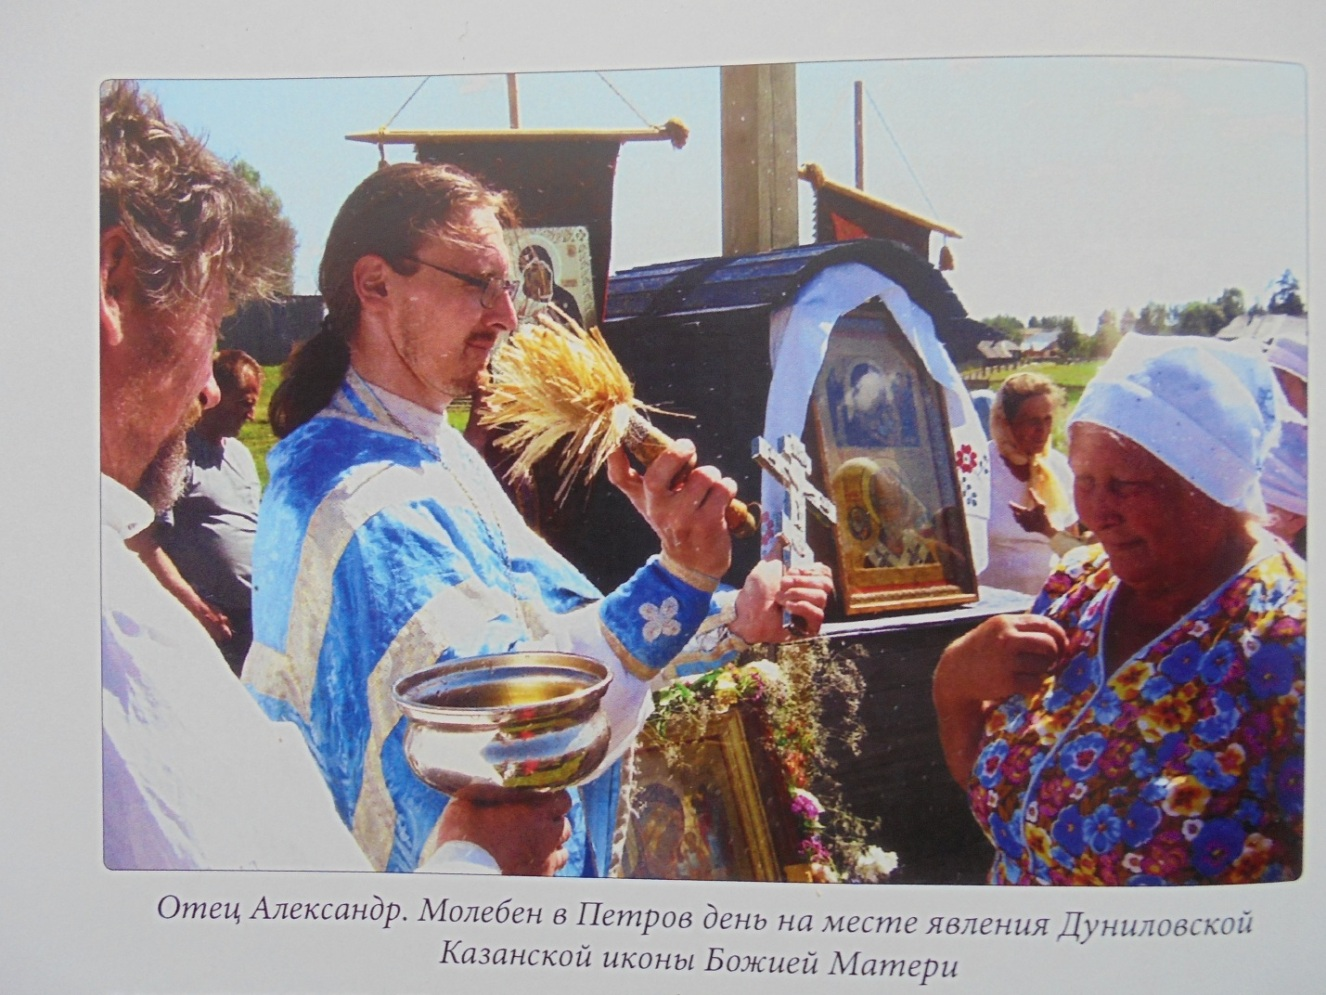 Отец Александр. Молебен в Петров день на месте явления Дуниловской
Казанской иконы Божией Матери